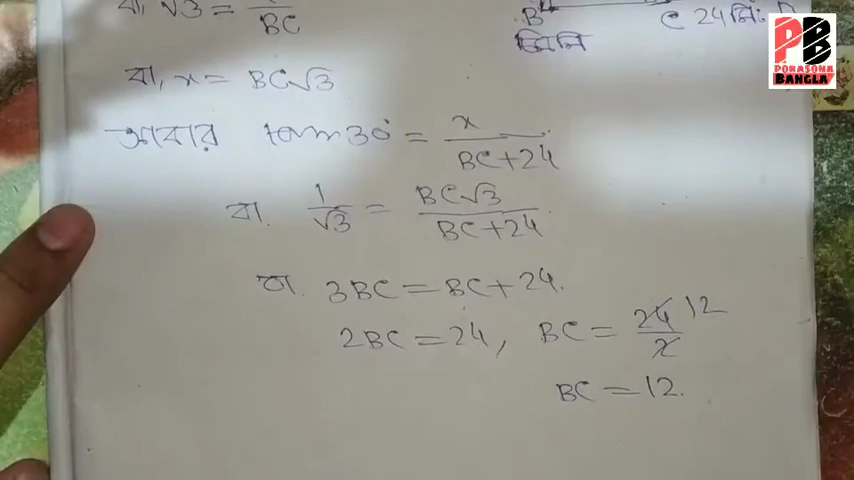 বা, √3 = x/BC
B C 24মি: D
মিনি
PB
PORASONA
BANGLA
বা, x = BC√3
আবার tan30° = x/BC+24
বা. 1/√3 = BC√3/BC+24
বা. 3BC = BC+24.
2BC = 24, BC = 24/2 12
BC = 12.